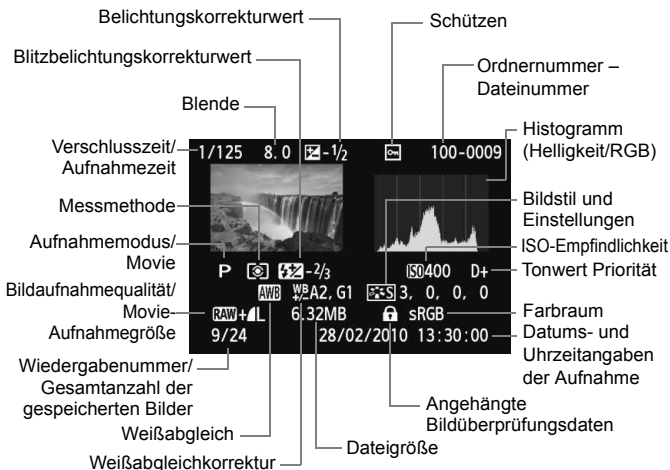 Belichtungskorrekturwert
Schützen
Blitzbelichtungskorrekturwert
Ordnernummer –
Dateinummer
Blende
Histogramm
(Helligkeit/RGB)
Verschlusszeit/
Aufnahmezeit
1/125 8.0 -1/2 100-0009
Messmethode
Bildstil und
Einstellungen
Aufnahmemodus/
Movie
ISO-Empfindlichkeit
P -2/3 ISO400 D+
Tonwert Priorität
Bildaufnahmequalität/
Movie-
Aufnahmegröße
AWB WB A2, G1 S 3, 0, 0, 0
RAW+L 6.32MB sRGB
Farbraum
9/24 28/02/2010 13:30:00
Datums- und
Uhrzeitangaben
der Aufnahme
Wiedergabenummer/
Gesamtanzahl der
gespeicherten Bilder
Angehängte
Bildüberprüfungsdaten
Weißabgleich
Dateigröße
Weißabgleichkorrektur